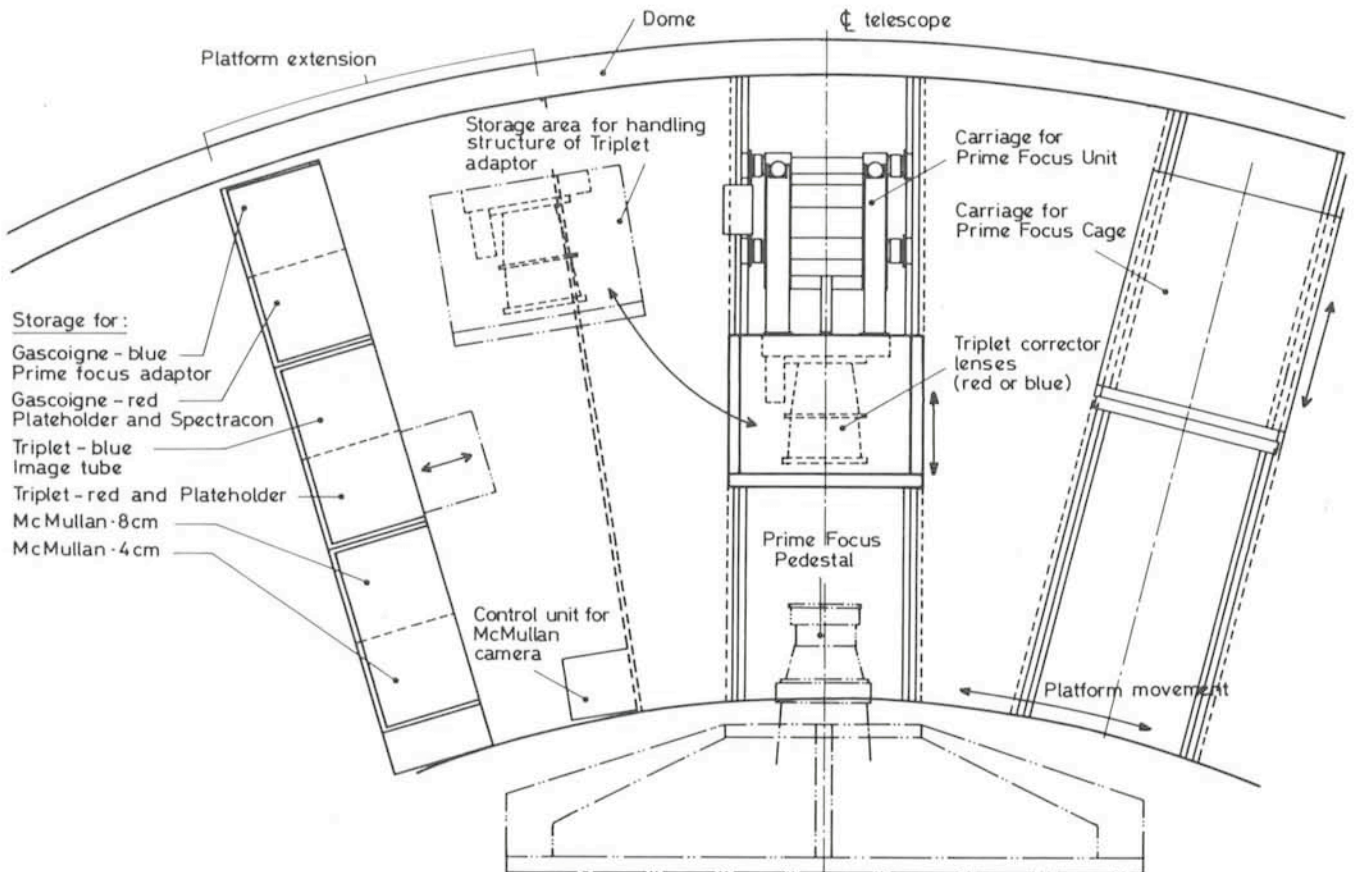 Dome
℄ telescope
Platform extension
Storage area for handling
structure of Triplet
adaptor
Carriage for
Prime Focus Unit
Carriage for
Prime Focus Cage
Storage for:
Gascoigne - blue
Prime focus adaptor
Gascoigne - red
Plateholder and Spectracon
Triplet - blue
Image tube
Triplet - red and Plateholder
McMullan · 8cm
McMullan · 4cm
Triplet corrector
lenses
(red or blue)
Prime Focus
Pedestal
Control unit for
McMullan
camera
Platform movement